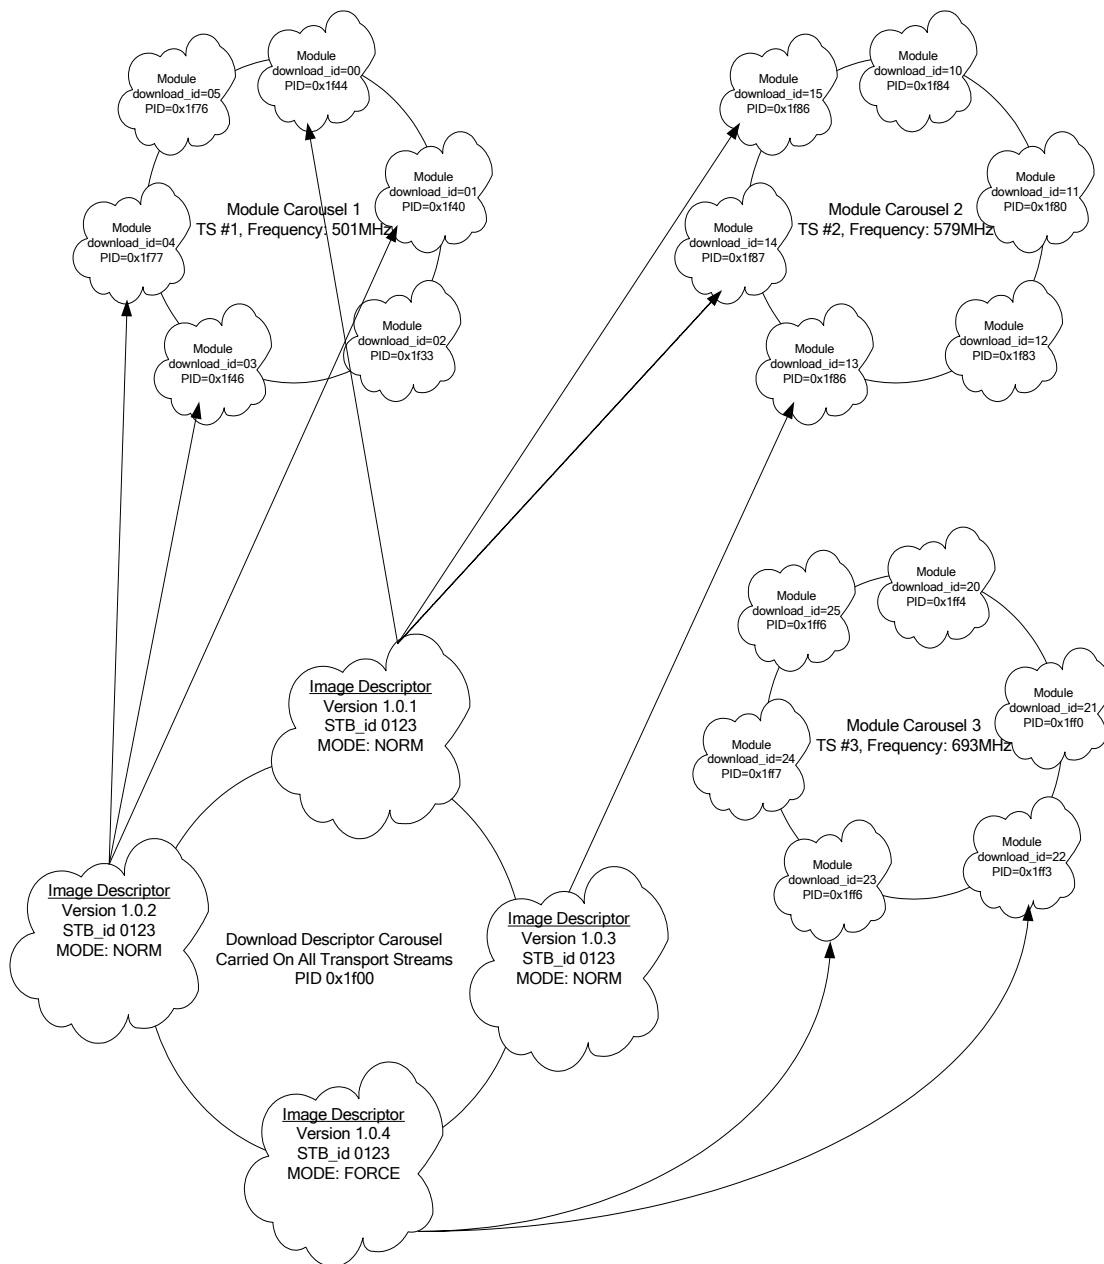 Module
download_id=00
PID=0x1f44
Module
download_id=05
PID=0x1f76
Module
download_id=01
PID=0x1f40
Module Carousel 1
TS #1, Frequency: 501MHz
Module
download_id=04
PID=0x1f77
Module
download_id=02
PID=0x1f33
Module
download_id=03
PID=0x1f46
Module
download_id=10
PID=0x1f84
Module
download_id=15
PID=0x1f86
Module
download_id=11
PID=0x1f80
Module Carousel 2
TS #2, Frequency: 579MHz
Module
download_id=14
PID=0x1f87
Module
download_id=12
PID=0x1f83
Module
download_id=13
PID=0x1f86
Module
download_id=20
PID=0x1ff4
Module
download_id=25
PID=0x1ff6
Module
download_id=21
PID=0x1ff0
Module Carousel 3
TS #3, Frequency: 693MHz
Module
download_id=24
PID=0x1ff7
Module
download_id=22
PID=0x1ff3
Module
download_id=23
PID=0x1ff6
Image Descriptor
Version 1.0.1
STB_id 0123
MODE: NORM
Image Descriptor
Version 1.0.2
STB_id 0123
MODE: NORM
Download Descriptor Carousel
Carried On All Transport Streams
PID 0x1f00
Image Descriptor
Version 1.0.3
STB_id 0123
MODE: NORM
Image Descriptor
Version 1.0.4
STB_id 0123
MODE: FORCE